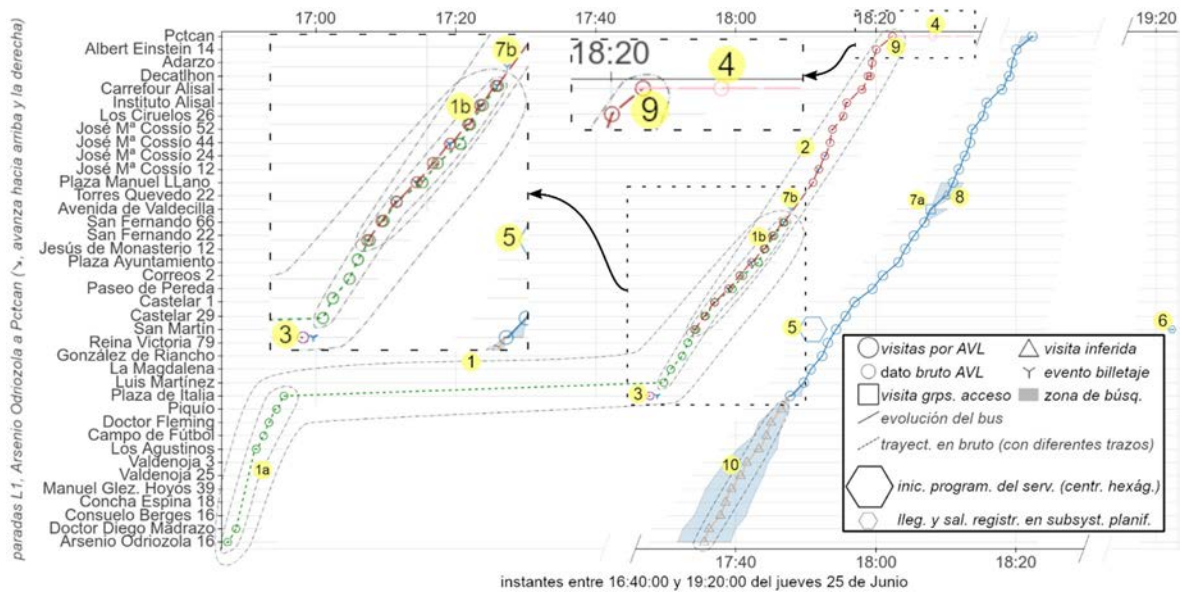 17:00 17:20 17:40 18:00 18:20 19:20
Pctcan
Albert Einstein 14
Adarzo
Decatlhon
Carrefour Alisal
Instituto Alisal
Los Ciruelos 26
José Mª Cossío 52
José Mª Cossío 44
José Mª Cossío 24
José Mª Cossío 12
Plaza Manuel LLano
Torres Quevedo 22
Avenida de Valdecilla
San Fernando 66
San Fernando 22
Jesús de Monasterio 12
Plaza Ayuntamiento
Correos 2
Paseo de Pereda
Castelar 1
Castelar 29
San Martín
Reina Victoria 79
González de Riancho
La Magdalena
Luis Martínez
Plaza de Italia
Piquío
Doctor Fleming
Campo de Fútbol
Los Agustinos
Valdenoja 3
Valdenoja 25
Manuel Glez. Hoyos 39
Concha Espina 18
Consuelo Berges 16
Doctor Diego Madrazo
Arsenio Odriozola 16
paradas L1, Arsenio Odriozola a Pctcan (↘, avanza hacia arriba y la derecha)
7b
1b
5
3
18:20
4
9
4
9
2
7b
1b
7a
8
5
6
1
3
1a
10
visitas por AVL
visita inferida
dato bruto AVL
evento billetaje
visita grps. acceso
zona de búsq.
evolución del bus
trayect. en bruto (con diferentes trazos)
inic. program. del serv. (centr. hexág.)
lleg. y sal. registr. en subsyst. planif.
17:40 18:00 18:20
instantes entre 16:40:00 y 19:20:00 del jueves 25 de Junio